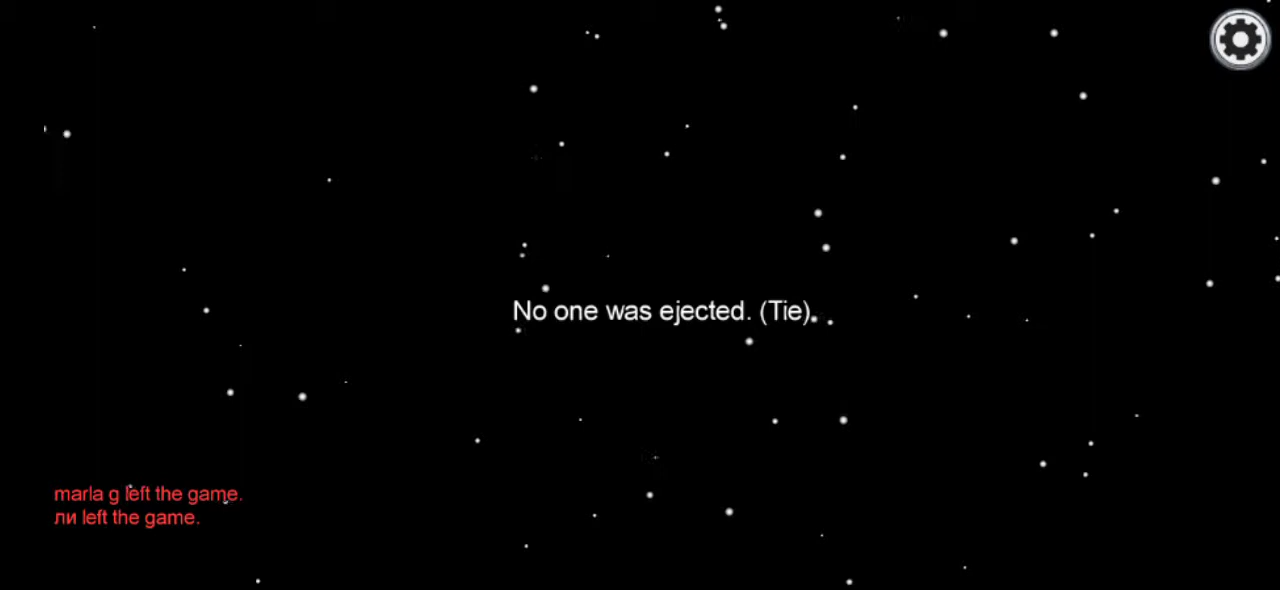 No one was ejected. (Tie)
marla g left the game.
ли left the game.